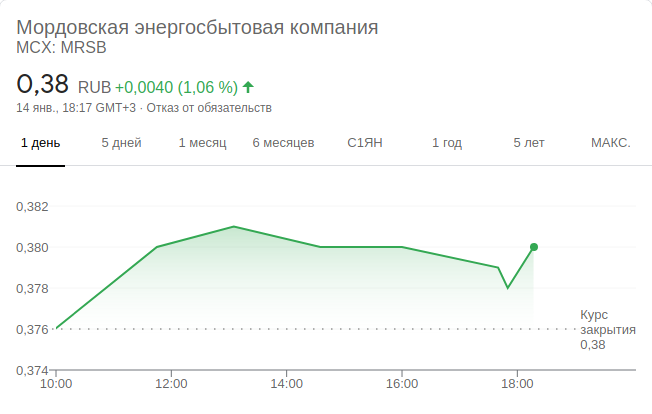 Мордовская энергосбытовая компания
MCX: MRSB
0,38 RUB +0,0040 (1,06 %)
14 янв., 18:17 GMT+3 · Отказ от обязательств
1 день 5 дней 1 месяц 6 месяцев С1ЯН 1 год 5 лет МАКС.
0,382
0,380
0,378
0,376
0,374
Курс
закрытия
0,38
10:00 12:00 14:00 16:00 18:00